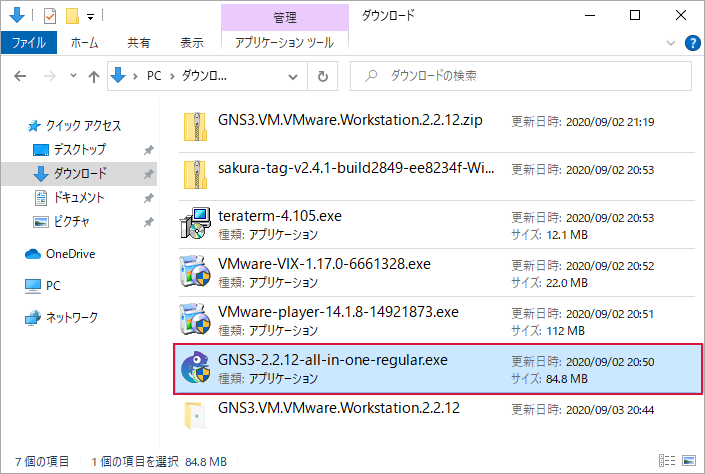 管理
ダウンロード
ファイル
ホーム
共有
表示
アプリケーション ツール
PC
ダウンロ...
ダウンロードの検索
クイック アクセス
デスクトップ
ダウンロード
ドキュメント
ピクチャ
OneDrive
PC
ネットワーク
GNS3.VM.VMware.Workstation.2.2.12.zip
更新日時: 2020/09/02 21:19
sakura-tag-v2.4.1-build2849-ee8234f-Wi...
更新日時: 2020/09/02 20:53
teraterm-4.105.exe
更新日時: 2020/09/02 20:53
種類: アプリケーション
サイズ: 12.1 MB
VMware-VIX-1.17.0-6661328.exe
更新日時: 2020/09/02 20:52
種類: アプリケーション
サイズ: 22.0 MB
VMware-player-14.1.8-14921873.exe
更新日時: 2020/09/02 20:51
種類: アプリケーション
サイズ: 112 MB
GNS3-2.2.12-all-in-one-regular.exe
更新日時: 2020/09/02 20:50
種類: アプリケーション
サイズ: 84.8 MB
GNS3.VM.VMware.Workstation.2.2.12
更新日時: 2020/09/03 20:44
7 個の項目
1 個の項目を選択 84.8 MB